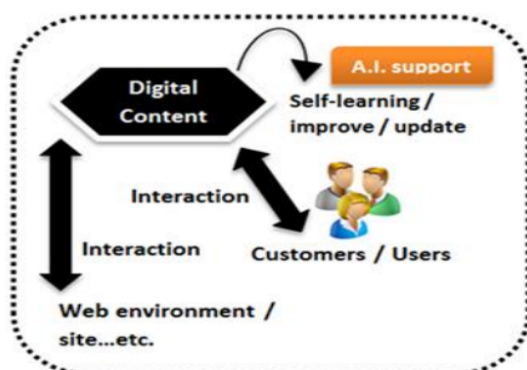 Digital
Content
A.I. support
Self-learning /
improve / update
Interaction
Interaction
Customers / Users
Web environment /
site...etc.